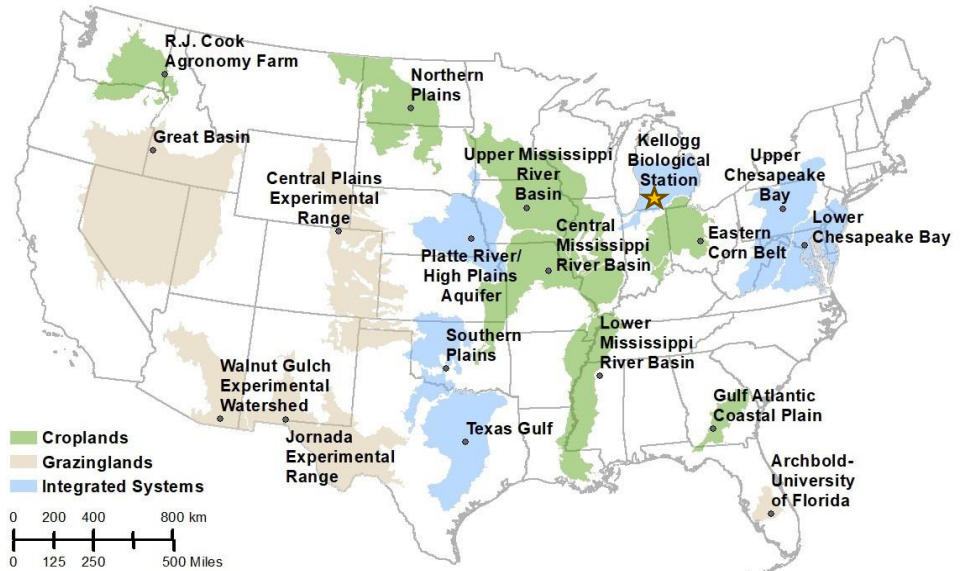 R.J. Cook
Agronomy Farm
Northern
Plains
Great Basin
Kellogg
Biological
Station
Upper Mississippi
River
Basin
Upper
Chesapeake
Bay
Central Plains
Experimental
Range
Lower
Chesapeake Bay
Central
Mississippi
River Basin
Eastern
Corn Belt
Platte River/
High Plains
Aquifer
Southern
Plains
Lower
Mississippi
River Basin
Walnut Gulch
Experimental
Watershed
Gulf Atlantic
Coastal Plain
Texas Gulf
Jornada
Experimental
Range
Archbold-
University
of Florida
Croplands
Grazinglands
Integrated Systems
0 200 400 800 km
0 125 250 500 Miles